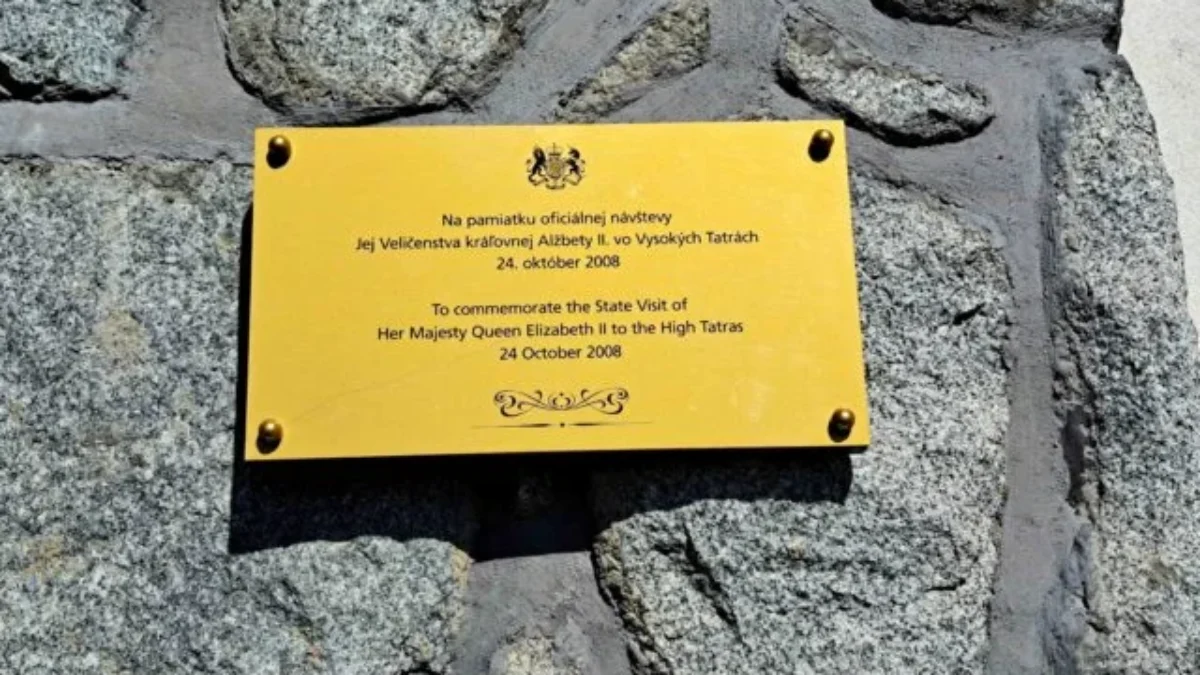 Na pamiatku oficiálnej návštevy
Jej Veličenstva kráľovnej Alžbety II. vo Vysokých Tatrách
24. október 2008
To commemorate the State Visit of
Her Majesty Queen Elizabeth II to the High Tatras
24 October 2008